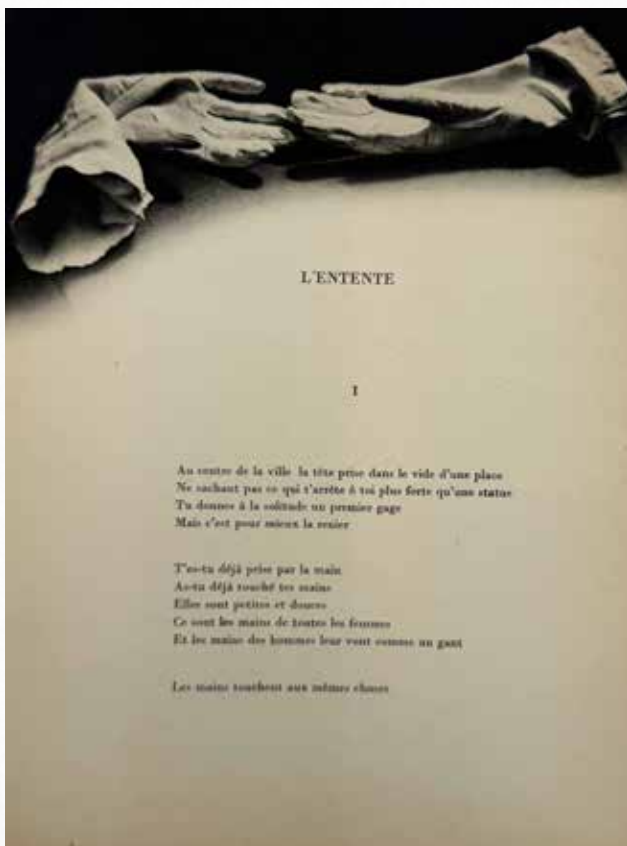 L'ENTENTE
I
Au centre de la ville la tête prise dans le vide d'une place
Ne sachant pas ce qui t'arrête ô toi plus forte qu'une statue
Tu donnes à la solitude un premier gage
Mais c'est pour mieux la renier
T'es-tu déjà prise par la main
As-tu déjà touché tes mains
Elles sont petites et douces
Ce sont les mains de toutes les femmes
Et les mains des hommes leur vont comme un gant
Les mains touchent aux mêmes choses